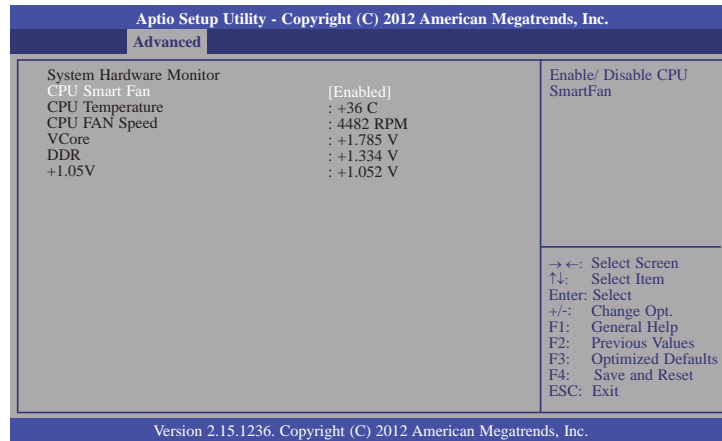 Aptio Setup Utility - Copyright (C) 2012 American Megatrends, Inc.
Advanced
System Hardware Monitor
CPU Smart Fan [Enabled]
CPU Temperature : +36 C
CPU FAN Speed : 4482 RPM
VCore : +1.785 V
DDR : +1.334 V
+1.05V : +1.052 V
Enable/ Disable CPU
SmartFan
→ ←: Select Screen
↑↓: Select Item
Enter: Select
+/-: Change Opt.
F1: General Help
F2: Previous Values
F3: Optimized Defaults
F4: Save and Reset
ESC: Exit
Version 2.15.1236. Copyright (C) 2012 American Megatrends, Inc.